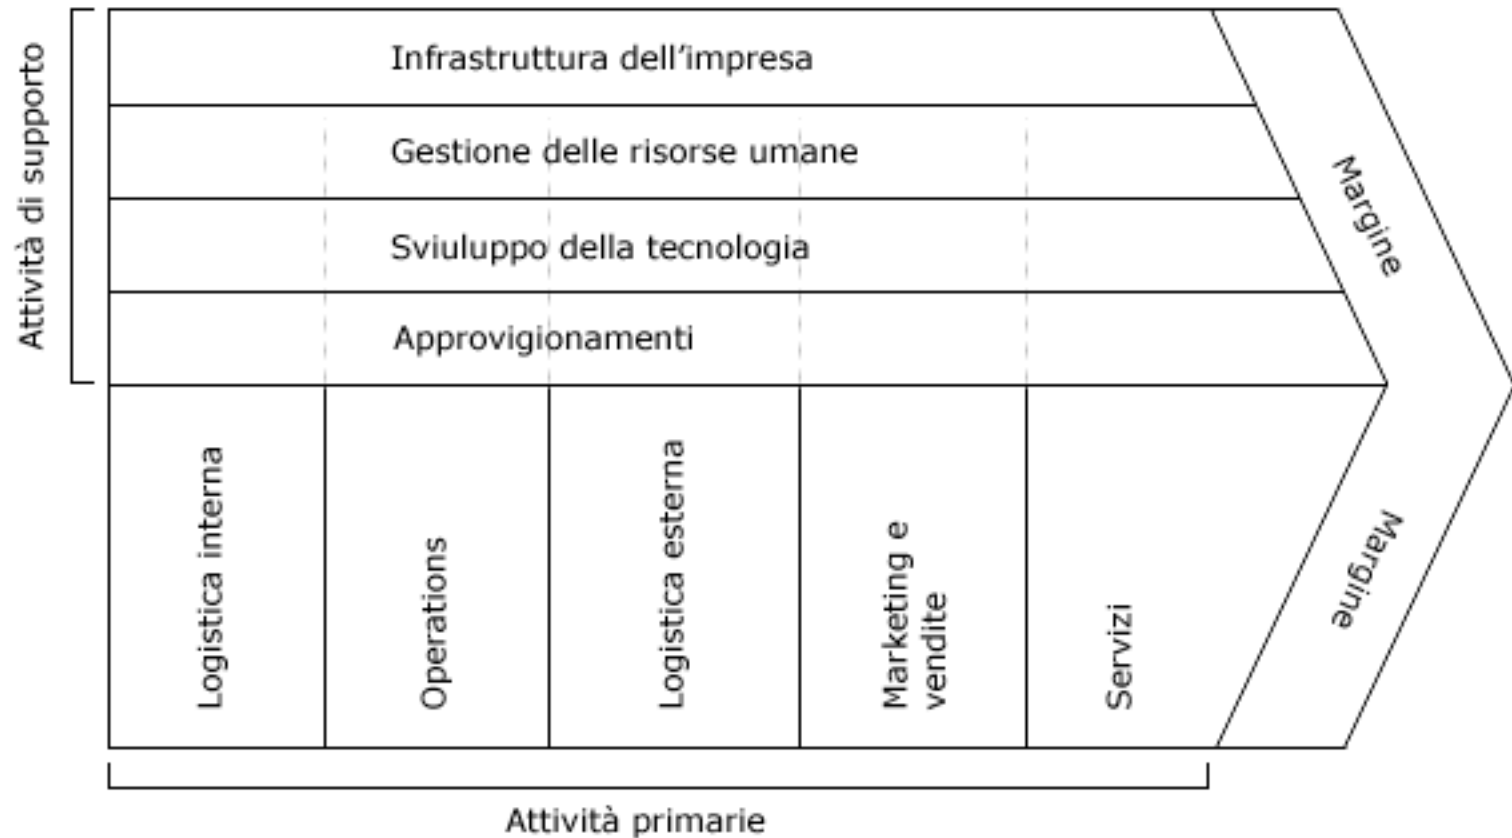 Attività di supporto
Infrastruttura dell'impresa
Gestione delle risorse umane
Sviuluppo della tecnologia
Approvigionamenti
Margine
Logistica interna
Operations
Logistica esterna
Marketing e
vendite
Servizi
Margine
Attività primarie